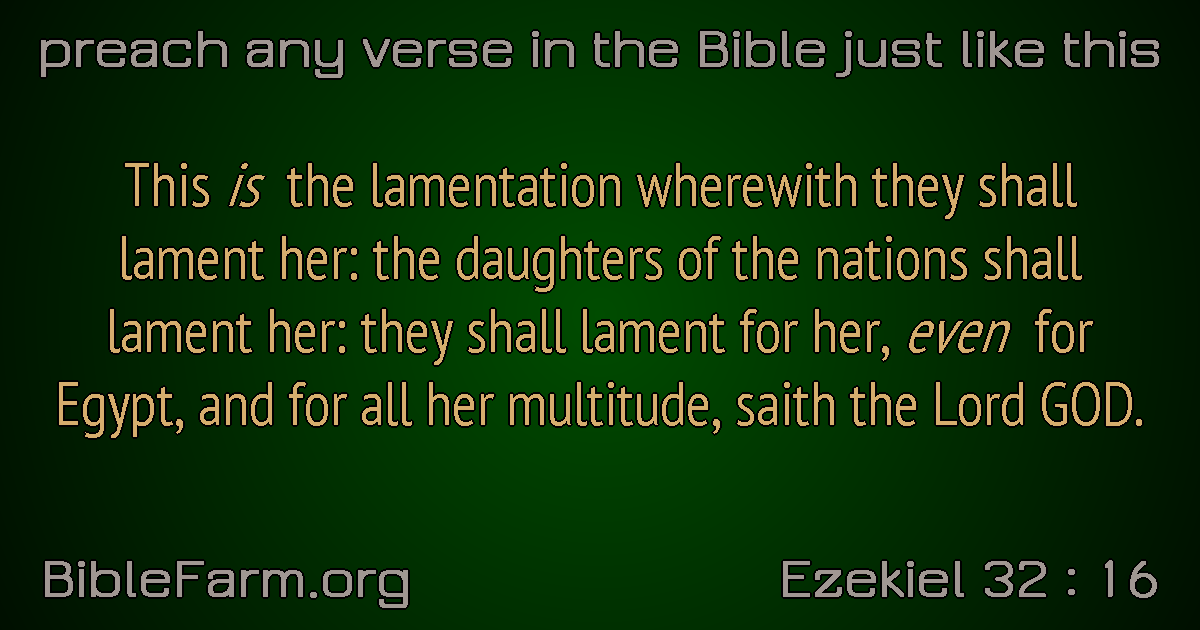 preach any verse in the Bible just like this
This is the lamentation wherewith they shall
lament her: the daughters of the nations shall
lament her: they shall lament for her, even for
Egypt, and for all her multitude, saith the Lord GOD.
BibleFarm.org
Ezekiel 32 : 16